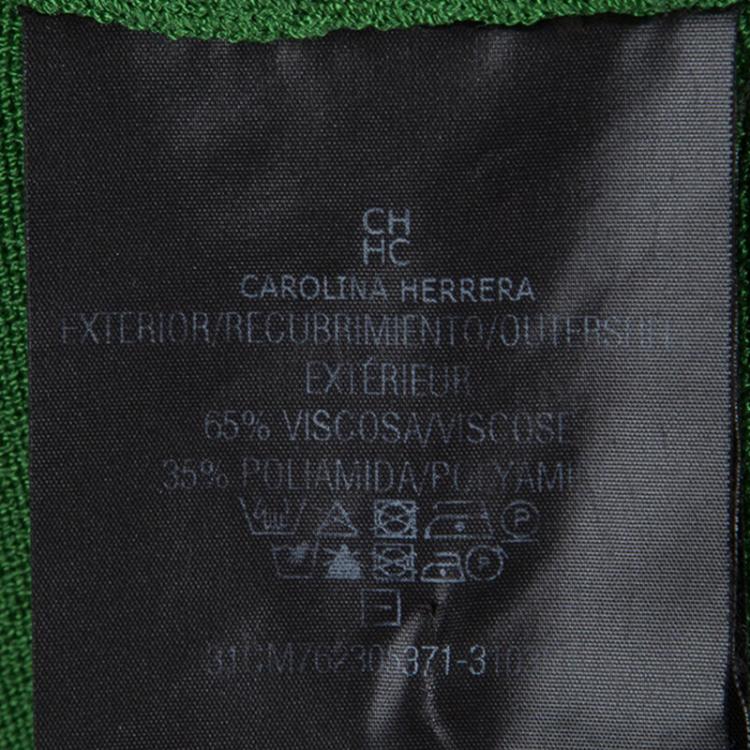 CH
HC
CAROLINA HERRERA
EXTERIOR/RECUBRIMIENTO/OUTERSHELL
EXTÉRIEUR
65% VISCOSA/VISCOSE
35% POLIAMIDA/
P
P